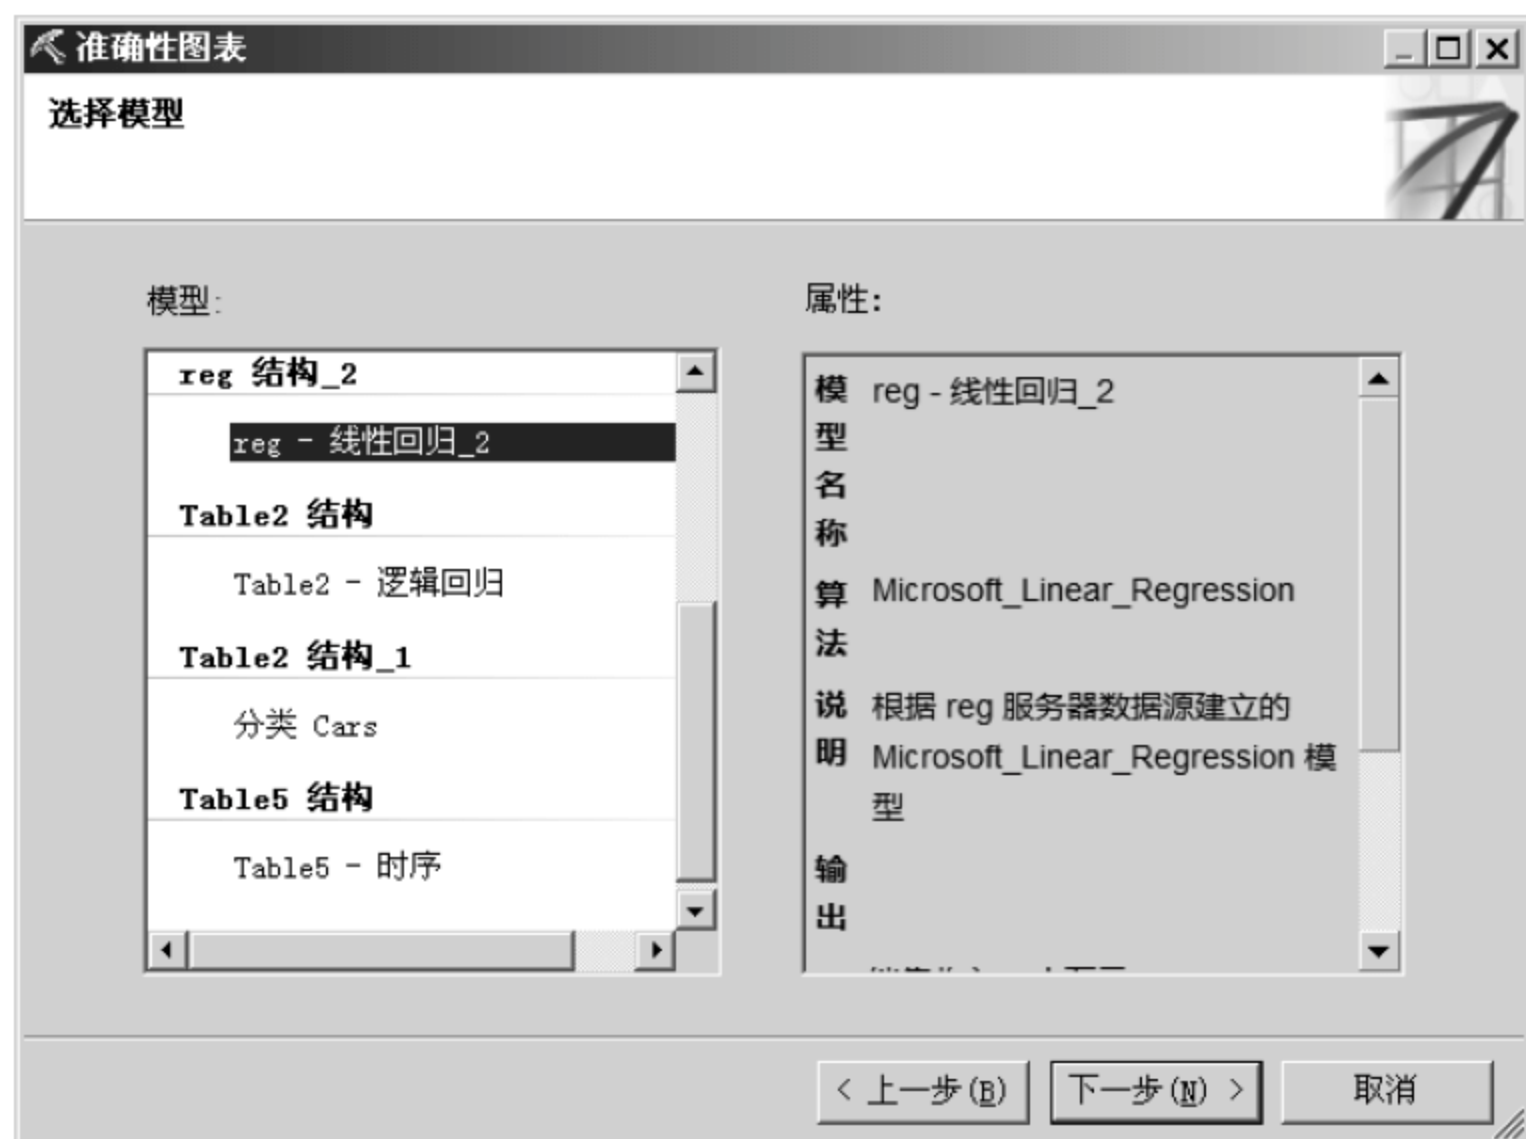 准确性图表
选择模型
模型:
reg 结构_2
reg - 线性回归_2
Table2 结构
Table2 - 逻辑回归
Table2 结构_1
分类 Cars
Table5 结构
Table5 - 时序
属性:
模型名称 reg - 线性回归_2
算法 Microsoft_Linear_Regression
说明 根据 reg 服务器数据源建立的
Microsoft_Linear_Regression 模
型
输出
< 上一步(B)
下一步(N) >
取消